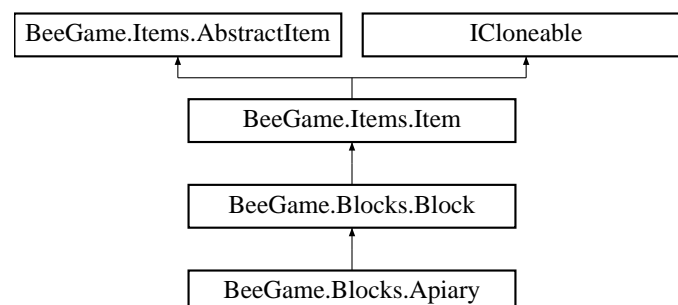 BeeGame.Items.AbstractItem
ICloneable
BeeGame.Items.Item
BeeGame.Blocks.Block
BeeGame.Blocks.Apiary